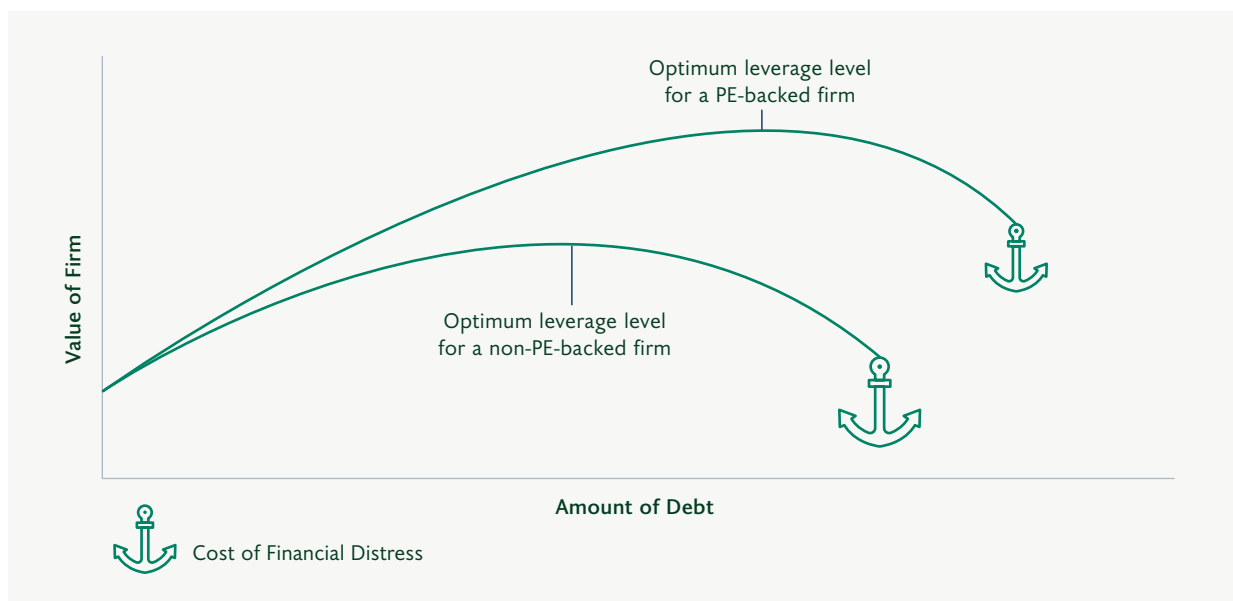 Optimum leverage level
for a PE-backed firm
Value of Firm
Optimum leverage level
for a non-PE-backed firm
Amount of Debt
Cost of Financial Distress